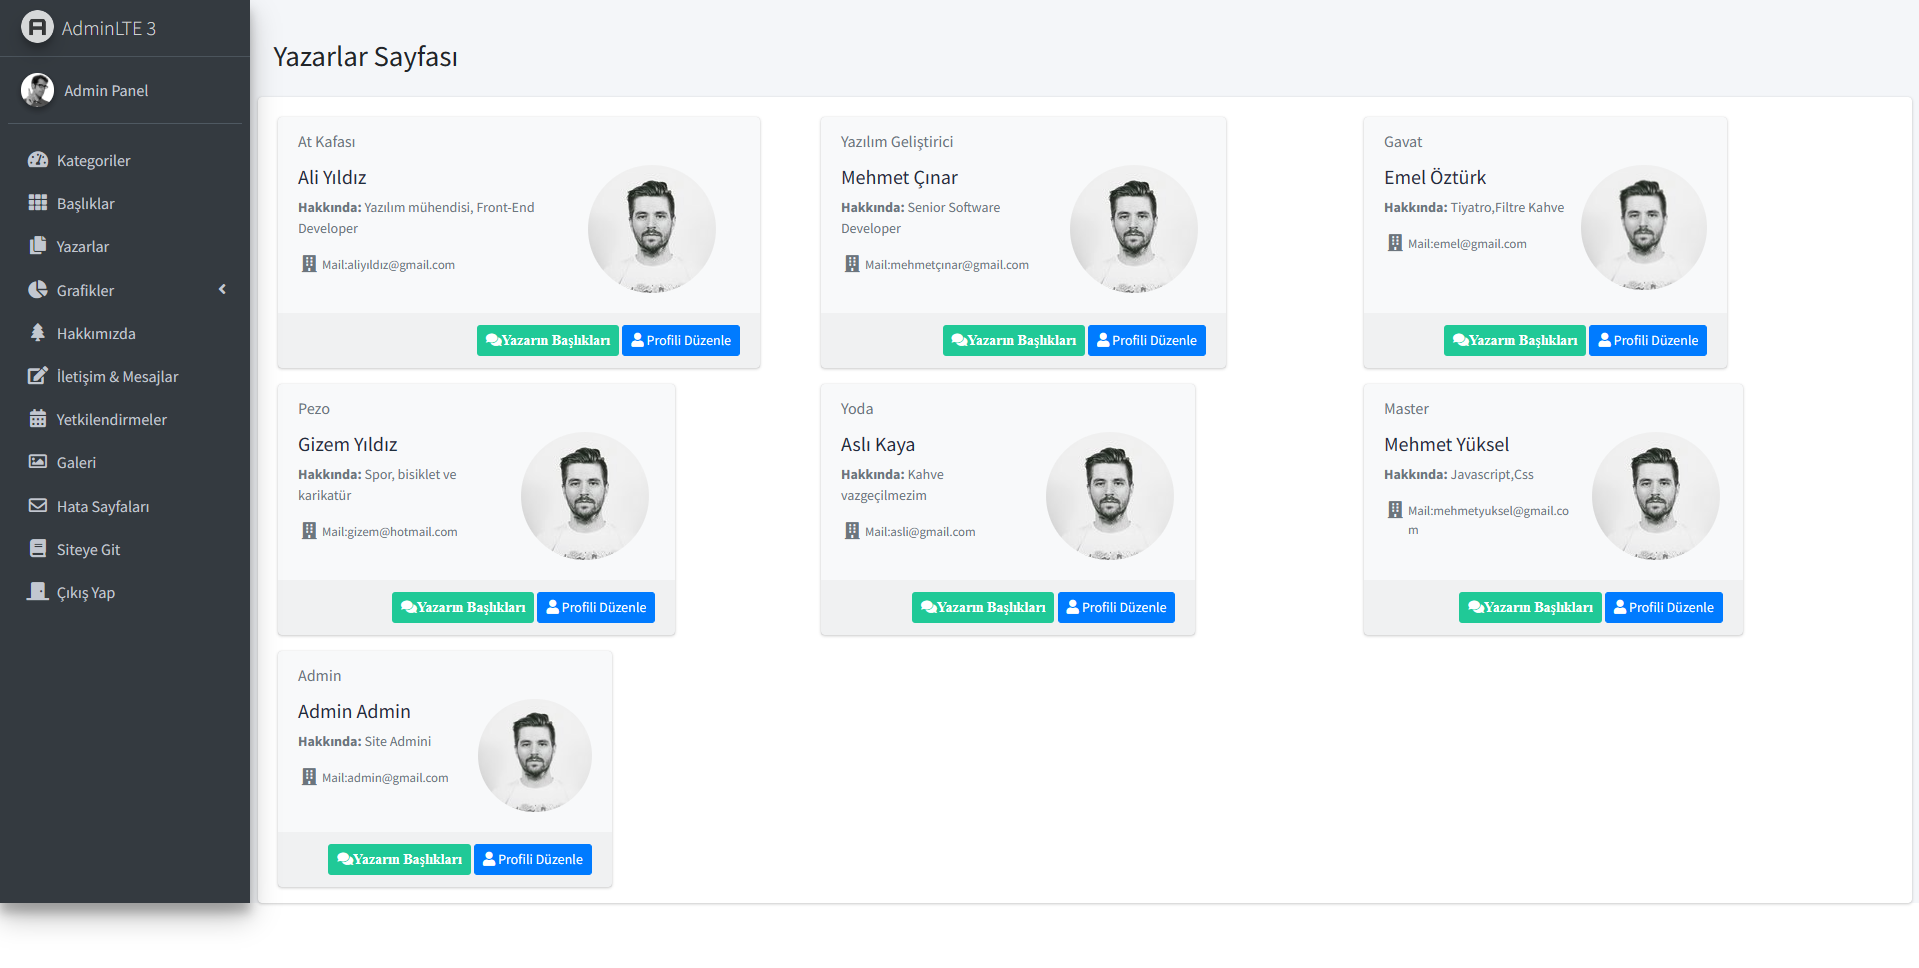 AdminLTE 3
Admin Panel
Kategoriler
Başlıklar
Yazarlar
Grafikler
Hakkımızda
İletişim & Mesajlar
Yetkilendirmeler
Galeri
Hata Sayfaları
Siteye Git
Çıkış Yap
Yazarlar Sayfası
At Kafası
Ali Yıldız
Hakkında: Yazılım mühendisi, Front-End
Developer
Mail:aliyıldız@gmail.com
Yazarın Başlıkları
Profili Düzenle
Yazılım Geliştirici
Mehmet Çınar
Hakkında: Senior Software
Developer
Mail:mehmetçınar@gmail.com
Yazarın Başlıkları
Profili Düzenle
Gavat
Emel Öztürk
Hakkında: Tiyatro,Filtre Kahve
Mail:emel@gmail.com
Yazarın Başlıkları
Profili Düzenle
Pezo
Gizem Yıldız
Hakkında: Spor, bisiklet ve
karikatür
Mail:gizem@hotmail.com
Yazarın Başlıkları
Profili Düzenle
Yoda
Aslı Kaya
Hakkında: Kahve
vazgeçilmezim
Mail:asli@gmail.com
Yazarın Başlıkları
Profili Düzenle
Master
Mehmet Yüksel
Hakkında: Javascript,Css
Mail:mehmetyuksel@gmail.co
m
Yazarın Başlıkları
Profili Düzenle
Admin
Admin Admin
Hakkında: Site Admini
Mail:admin@gmail.com
Yazarın Başlıkları
Profili Düzenle